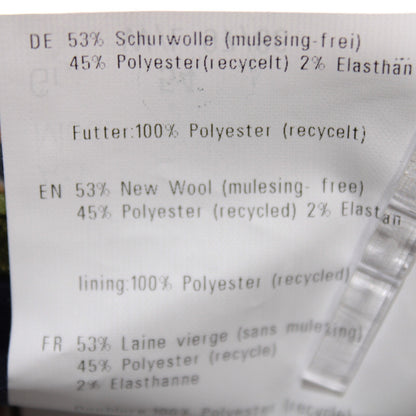 DE 53% Schurwolle (mulesing-frei)
45% Polyester(recycelt) 2% Elasthan
Futter:100% Polyester (recycelt)
EN 53% New Wool (mulesing- free)
45% Polyester (recycled) 2% Elastan
lining:100% Polyester (recycled)
FR 53% Laine vierge (sans mulesing)
45% Polyester (recycle)
2% Elasthanne
100% Polyester